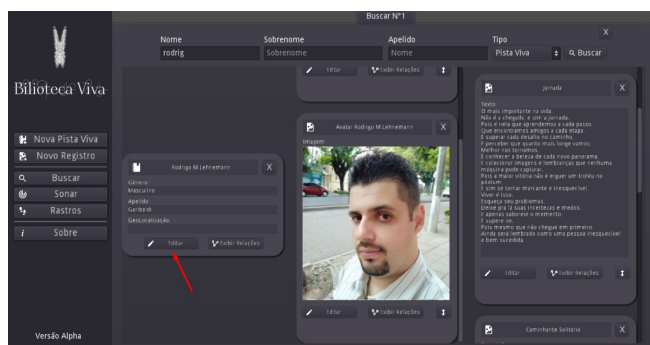 Buscar N°1
X
Nome
Sobrenome
Apelido
Tipo
rodrig
Sobrenome
Nome
Pista Viva
Buscar
Bilioteca Viva
Nova Pista Viva
Novo Registro
Buscar
Sonar
Rastros
Sobre
Versão Alpha
Rodrigo M Lehnemann
X
Gênero:
Masculino
Apelido:
Geolocalização:
Editar
Exibir Relações
Editar
Exibir Relações
Avatar Rodrigo M Lehnemann
X
Imagem:
Editar
Exibir Relações
Jornada
X
Texto:
O mais importante na vida,
Não é a chegada, e sim a jornada,
Pois é nela que aprendemos a cada passo,
Que encontramos amigos a cada etapa,
E superar cada desafio no caminho.
E perceber que quanto mais longe vamos,
Melhor nos tornamos.
E conhecer a beleza de cada novo panorama
E colecionar imagens e lembranças que nenhuma
máquina pode capturar.
Pois a maior vitória não é erguer um troféu no
pódium
E sim se tornar marcante e inesquecível.
Viver é isso.
Esqueça seu problemas,
Deixe pra lá suas incertezas e medos,
E apenas saboreie o momento,
E supere-se,
Pois mesmo que não chegue em primeiro,
Ainda será lembrado como uma pessoa inesquecível
e bem sucedida.
Editar
Exibir Relações
Caminhante Solitário
X